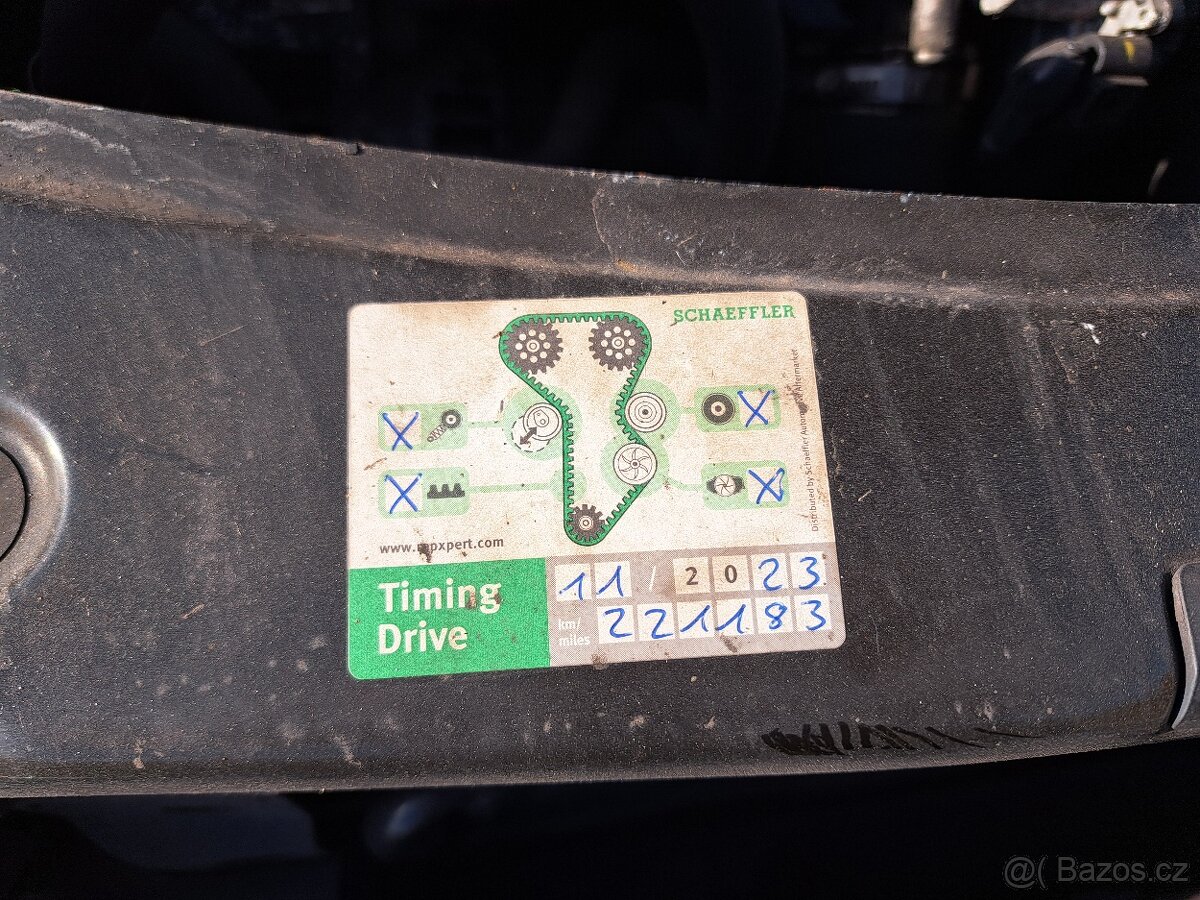 SCHAEFFLER
X
X
X
X
Distributed by Schaeffler Automotive Aftermarket
www.repxpert.com
Timing
Drive
11 / 2023
km/
miles
221183
@( Bazos.cz